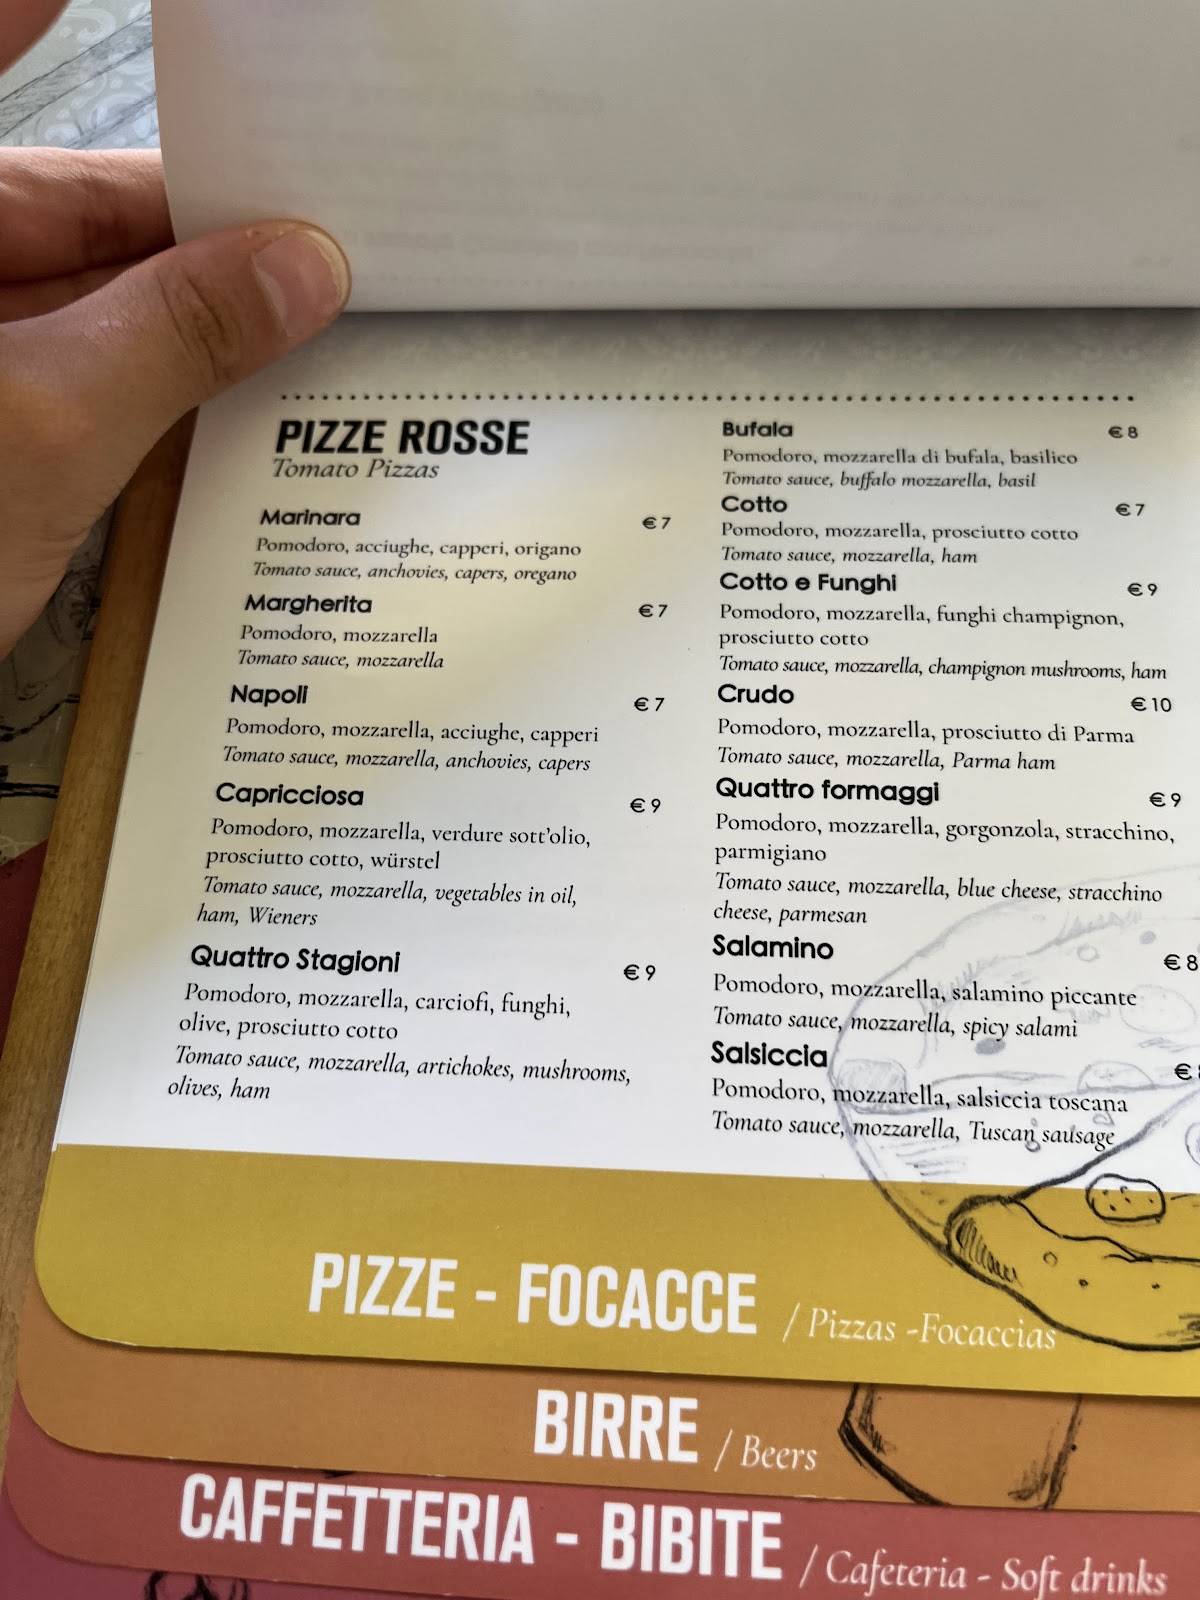 PIZZE ROSSE
Tomato Pizzas
Marinara €7
Pomodoro, acciughe, capperi, origano
Tomato sauce, anchovies, capers, oregano
Margherita €7
Pomodoro, mozzarella
Tomato sauce, mozzarella
Napoli €7
Pomodoro, mozzarella, acciughe, capperi
Tomato sauce, mozzarella, anchovies, capers
Capricciosa €9
Pomodoro, mozzarella, verdure sott'olio,
prosciutto cotto, würstel
Tomato sauce, mozzarella, vegetables in oil,
ham, Wieners
Quattro Stagioni €9
Pomodoro, mozzarella, carciofi, funghi,
olive, prosciutto cotto
Tomato sauce, mozzarella, artichokes, mushrooms,
olives, ham
Bufala €8
Pomodoro, mozzarella di bufala, basilico
Tomato sauce, buffalo mozzarella, basil
Cotto €7
Pomodoro, mozzarella, prosciutto cotto
Tomato sauce, mozzarella, ham
Cotto e Funghi €9
Pomodoro, mozzarella, funghi champignon,
prosciutto cotto
Tomato sauce, mozzarella, champignon mushrooms, ham
Crudo €10
Pomodoro, mozzarella, prosciutto di Parma
Tomato sauce, mozzarella, Parma ham
Quattro formaggi €9
Pomodoro, mozzarella, gorgonzola, stracchino,
parmigiano
Tomato sauce, mozzarella, blue cheese, stracchino
cheese, parmesan
Salamino €8
Pomodoro, mozzarella, salamino piccante
Tomato sauce, mozzarella, spicy salami
Salsiccia €
Pomodoro, mozzarella, salsiccia toscana
Tomato sauce, mozzarella, Tuscan sausage
PIZZE - FOCACCE / Pizzas -Focaccias
BIRRE / Beers
CAFFETTERIA - BIBITE / Cafeteria - Soft drinks